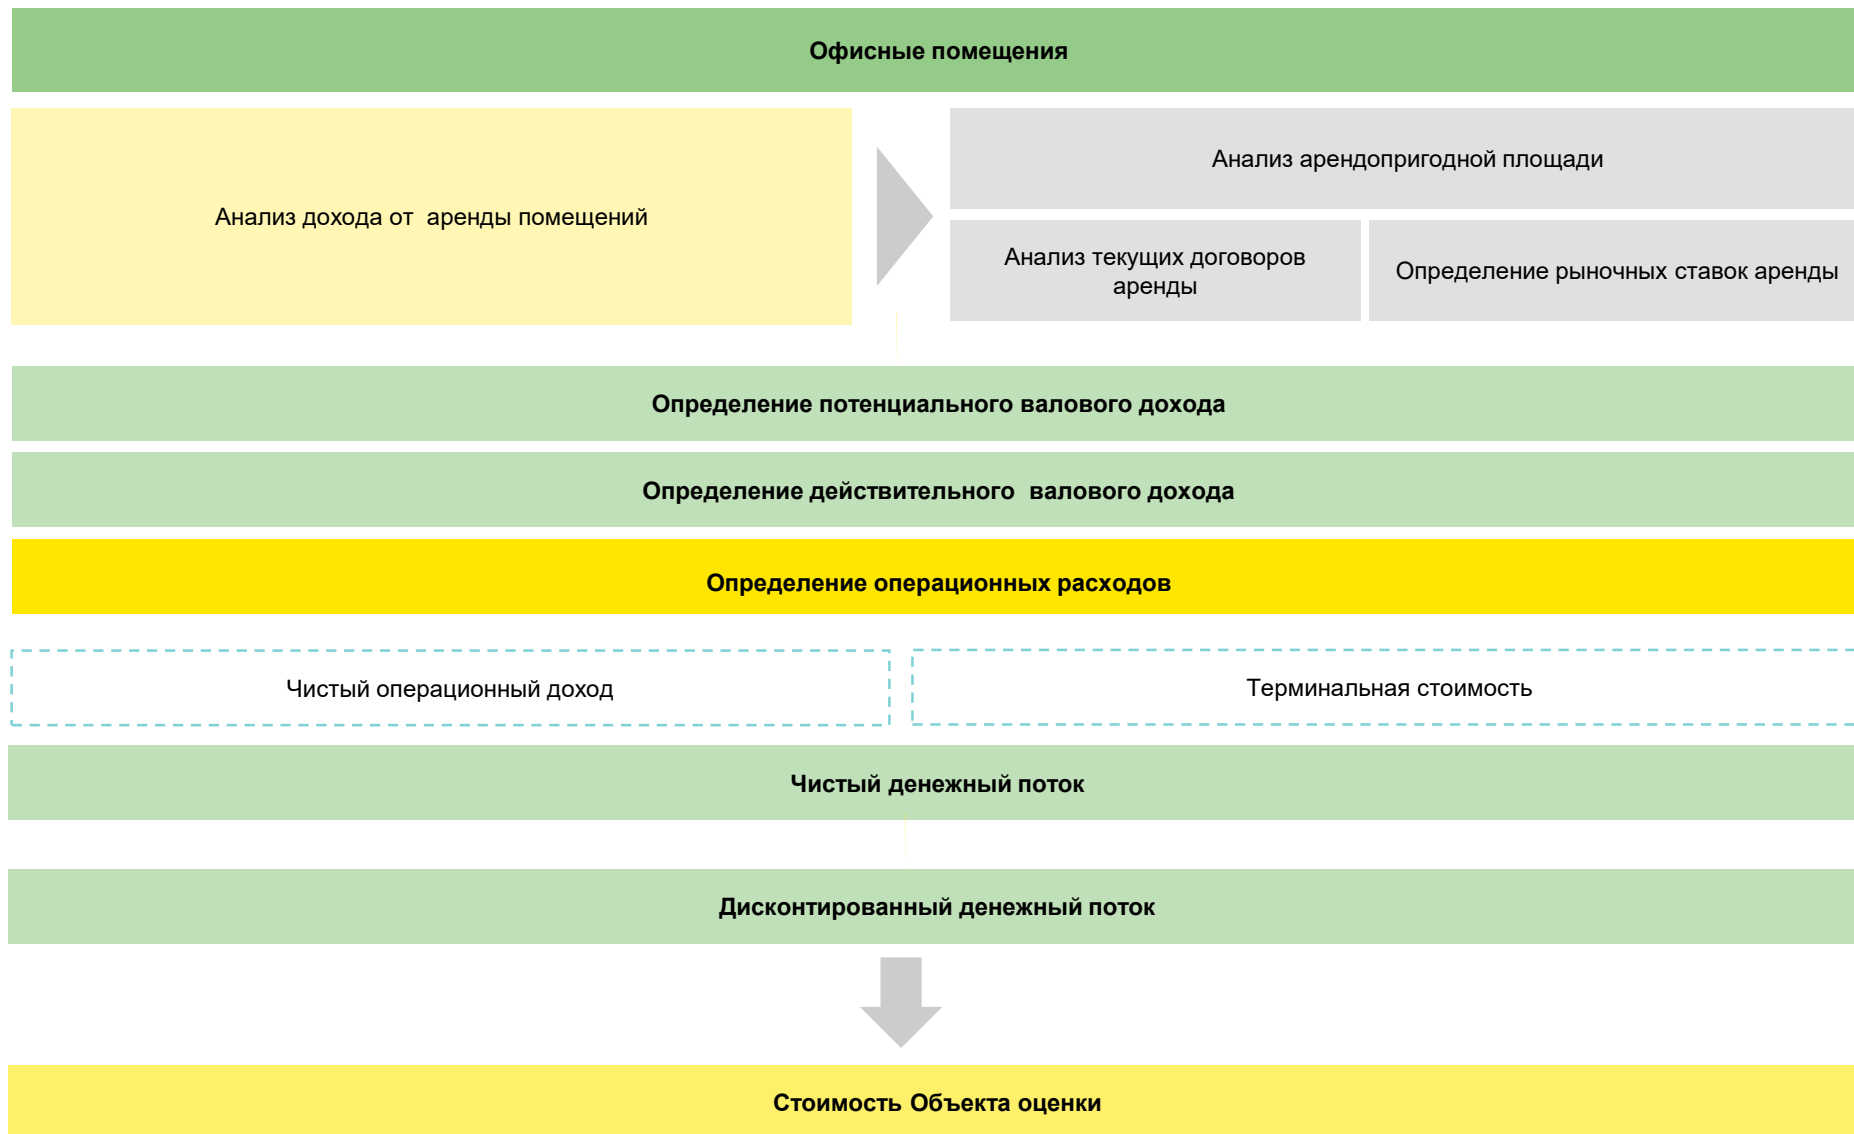 Офисные помещения
Анализ дохода от  аренды помещений
Анализ арендопригодной площади
Анализ текущих договоров
аренды
Определение рыночных ставок аренды
Определение потенциального валового дохода
Определение действительного  валового дохода
Определение операционных расходов
Чистый операционный доход
Терминальная стоимость
Чистый денежный поток
Дисконтированный денежный поток
Стоимость Объекта оценки